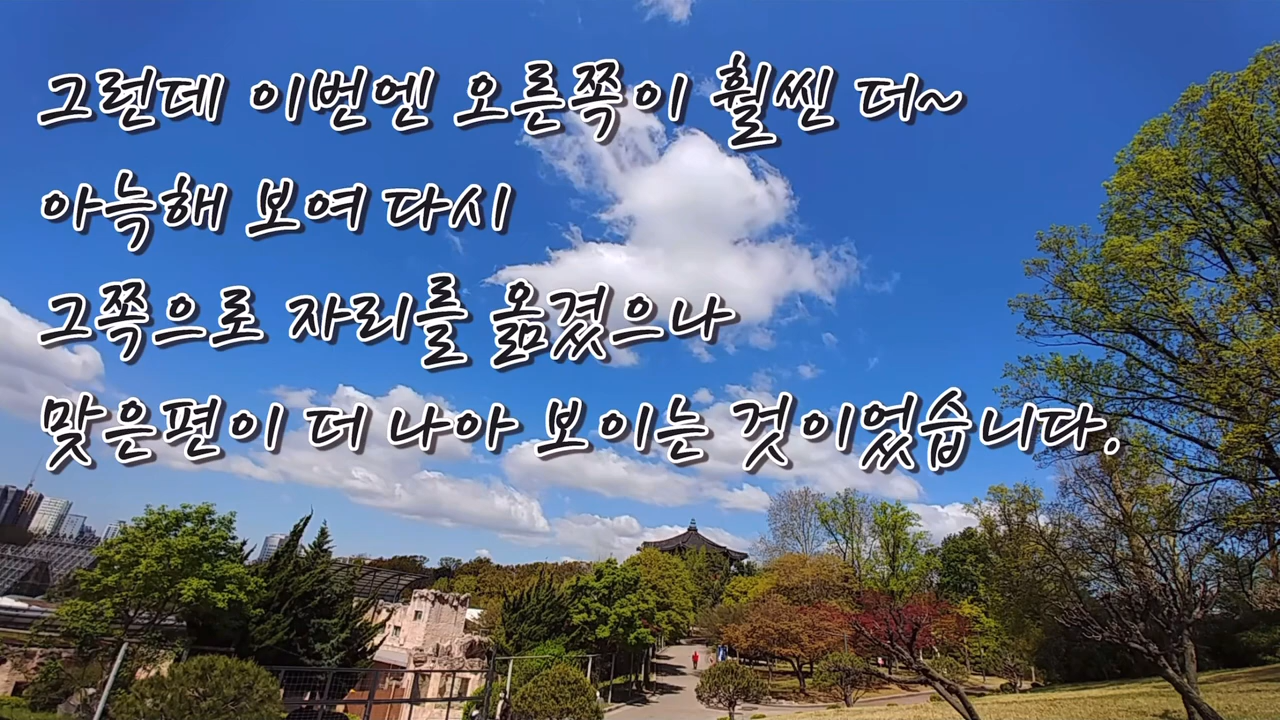 그런데 이번엔 오른쪽이 훨씬 더~
아늑해 보여 다시
그쪽으로 자리를 옮겼으나
맞은편이 더 나아 보이는 것이었습니다.